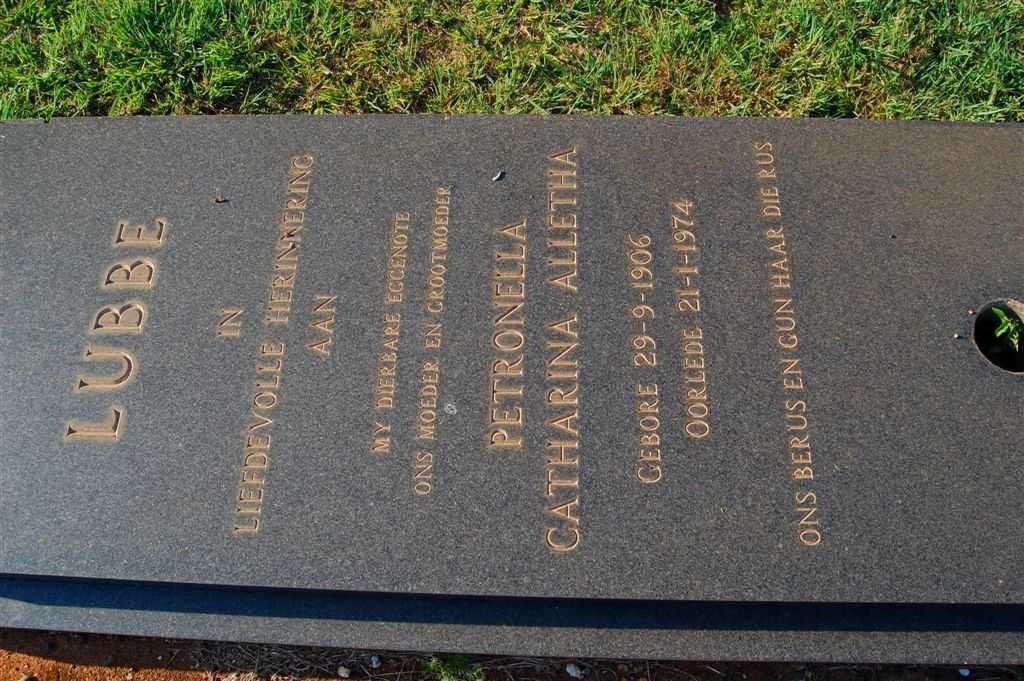 LUBBE
IN
LIEFDEVOLLE HERINNERING
AAN
MY DIERBARE EGGENOTE
ONS MOEDER EN GROOTMOEDER
PETRONELLA
CATHARINA ALLETHA
GEBORE 29-9-1906
OORLEDE 21-1-1974
ONS BERUS EN GUN HAAR DIE RUS